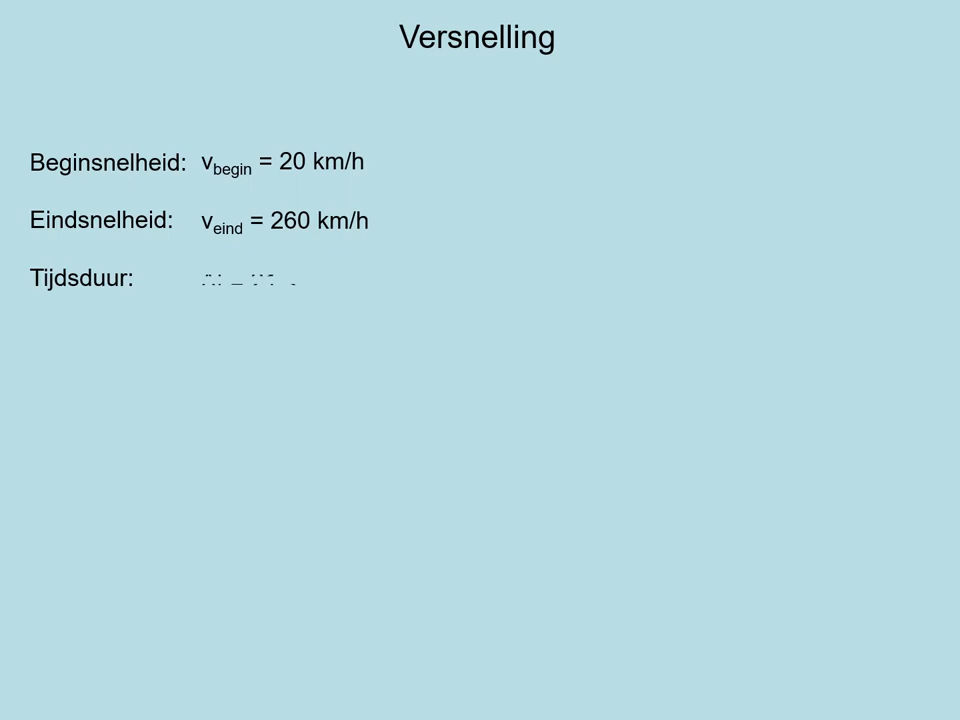 Versnelling
Beginsnelheid: vbegin = 20 km/h
Eindsnelheid: veind = 260 km/h
Tijdsduur: